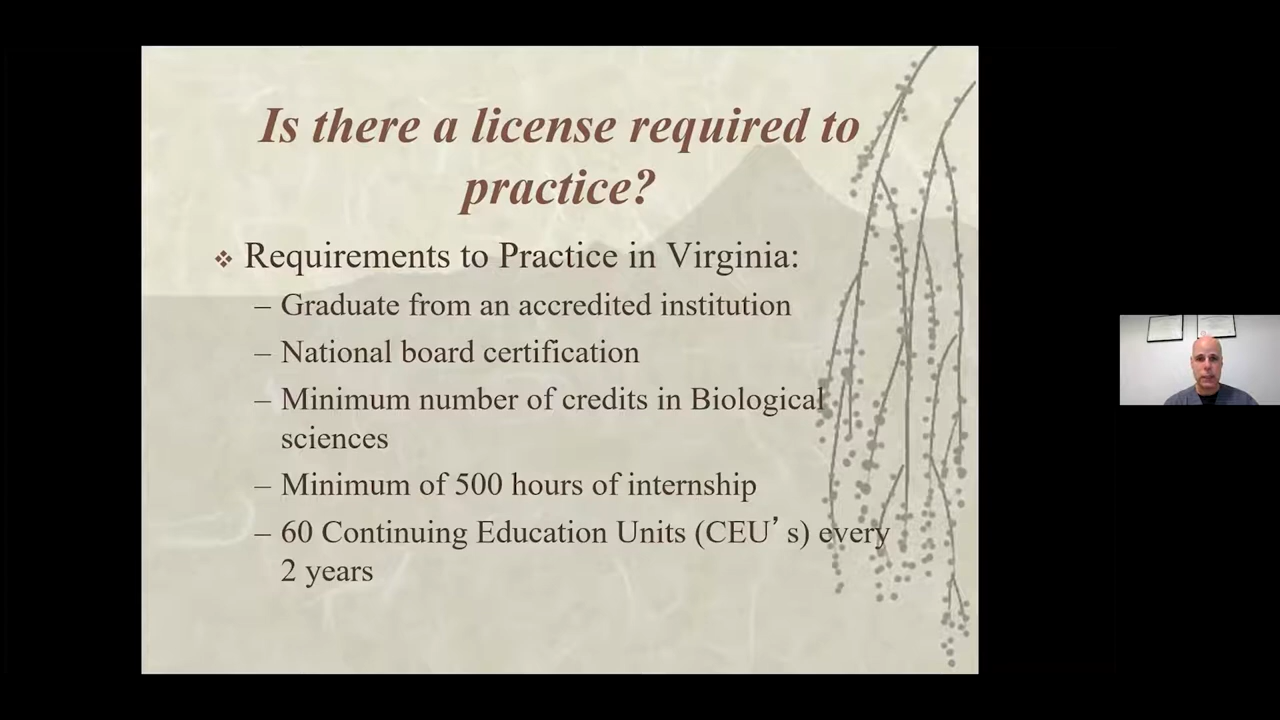 Is there a license required to
practice?
❖ Requirements to Practice in Virginia:
– Graduate from an accredited institution
– National board certification
– Minimum number of credits in Biological
sciences
– Minimum of 500 hours of internship
– 60 Continuing Education Units (CEU’s) every
2 years